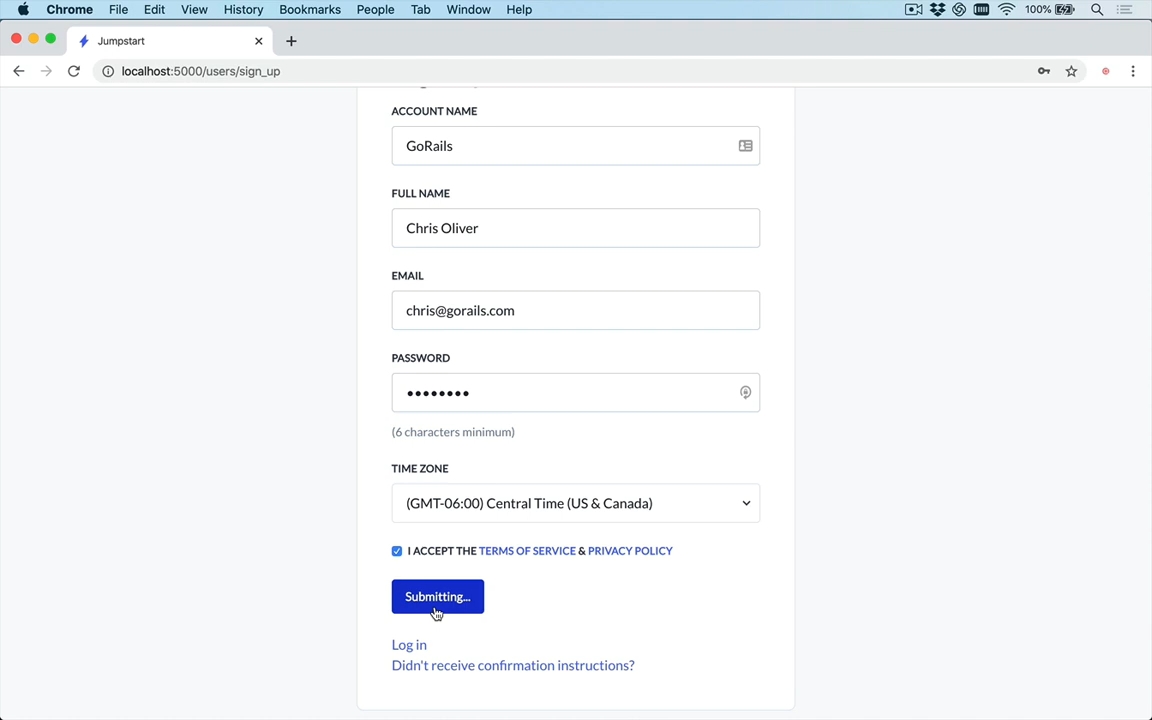 Chrome File Edit View History Bookmarks People Tab Window Help 100%
Jumpstart
localhost:5000/users/sign_up
ACCOUNT NAME
GoRails
FULL NAME
Chris Oliver
EMAIL
chris@gorails.com
PASSWORD
••••••••
(6 characters minimum)
TIME ZONE
(GMT-06:00) Central Time (US & Canada)
I ACCEPT THE TERMS OF SERVICE & PRIVACY POLICY
Submitting...
Log in
Didn't receive confirmation instructions?